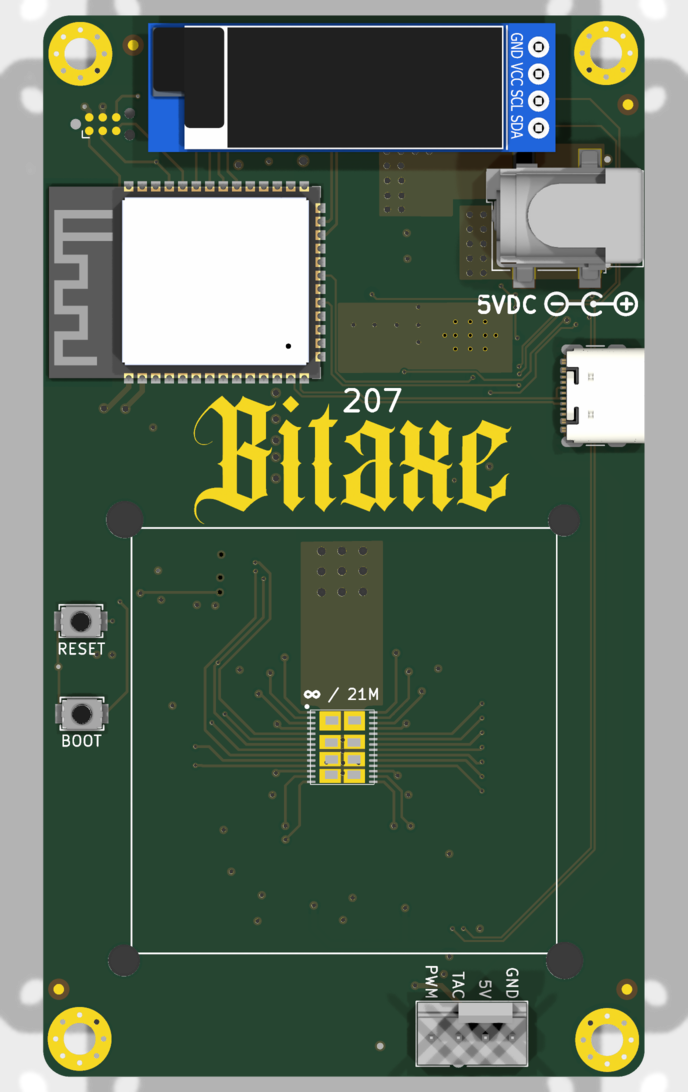 GND VCC SCL SDA
5VDC
207
Bitaxe
RESET
∞ / 21M
BOOT
PWM
TAC
5V
GND